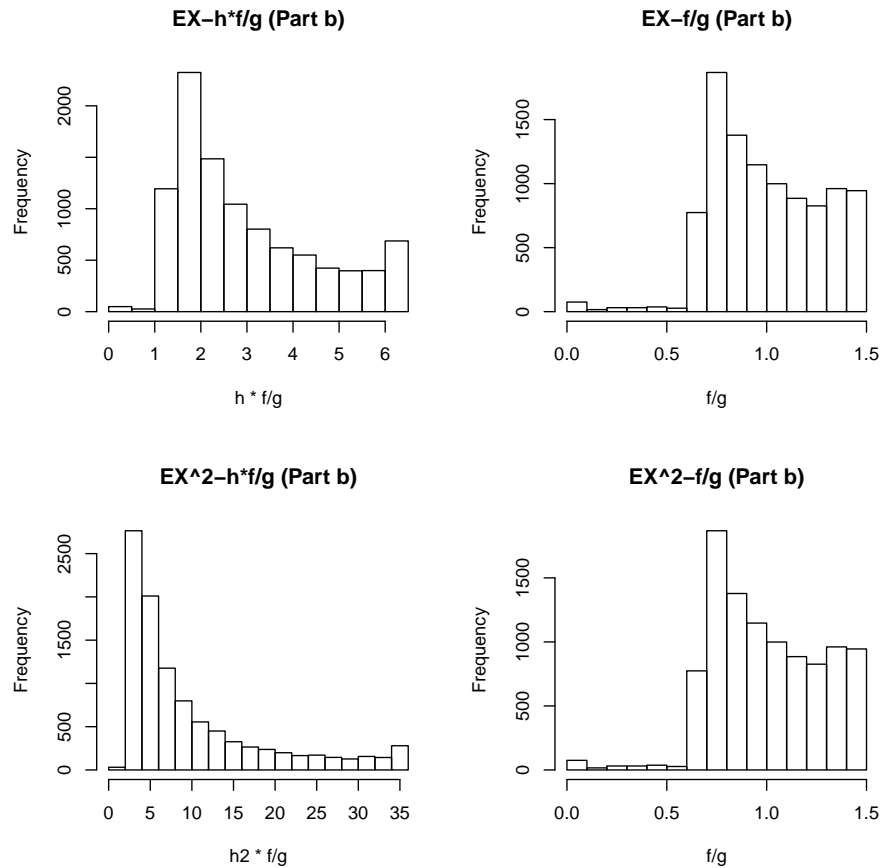 EX−h*f/g (Part b)
Frequency
0
500
1000
2000
0 1 2 3 4 5 6
h * f/g
EX−f/g (Part b)
Frequency
0
500
1000
1500
0.0 0.5 1.0 1.5
f/g
EX^2−h*f/g (Part b)
Frequency
0
500
1500
2500
5 10 15 20 25 30 35
h2 * f/g
EX^2−f/g (Part b)
Frequency
0
500
1000
1500
0.0 0.5 1.0 1.5
f/g